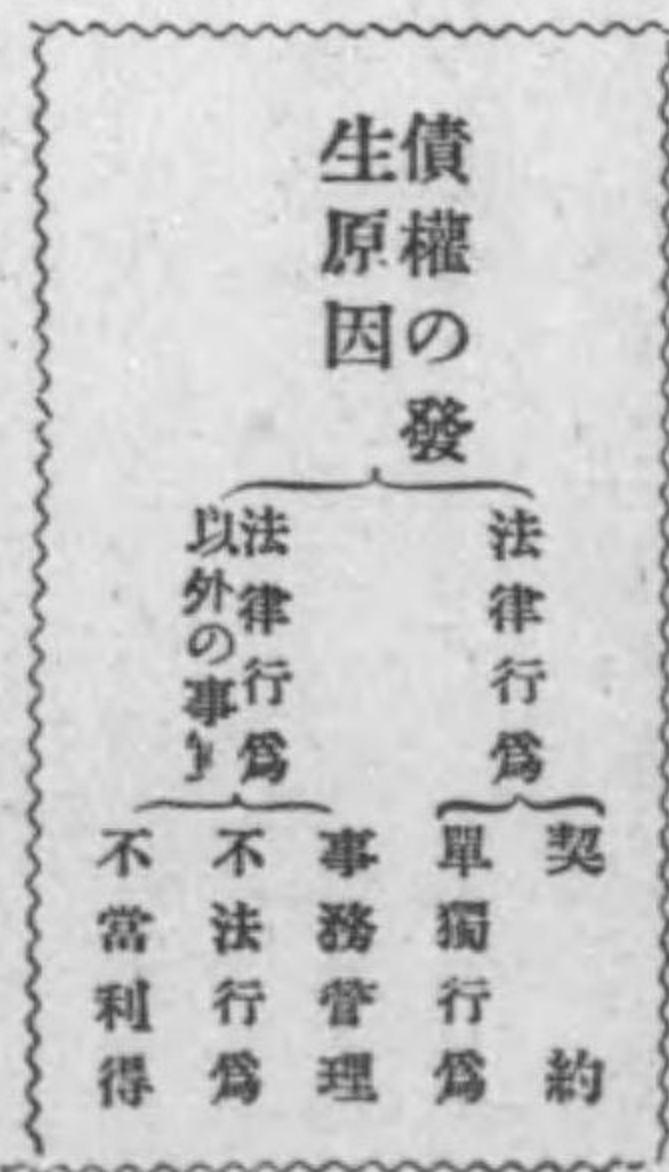 債權の發
生原因
法律行爲
契約
單獨行爲
法律行爲
以外の事
事務管理
不法行爲
不當利得